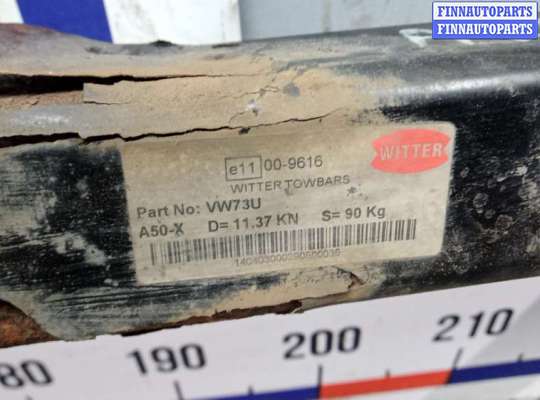 FINNAUTOPARTS
FINNAUTOPARTS
WITTER
e11 00-9616
WITTER TOWBARS
Part No: VW73U
A50-X D= 11.37 KN S= 90 Kg
80 190 200 210